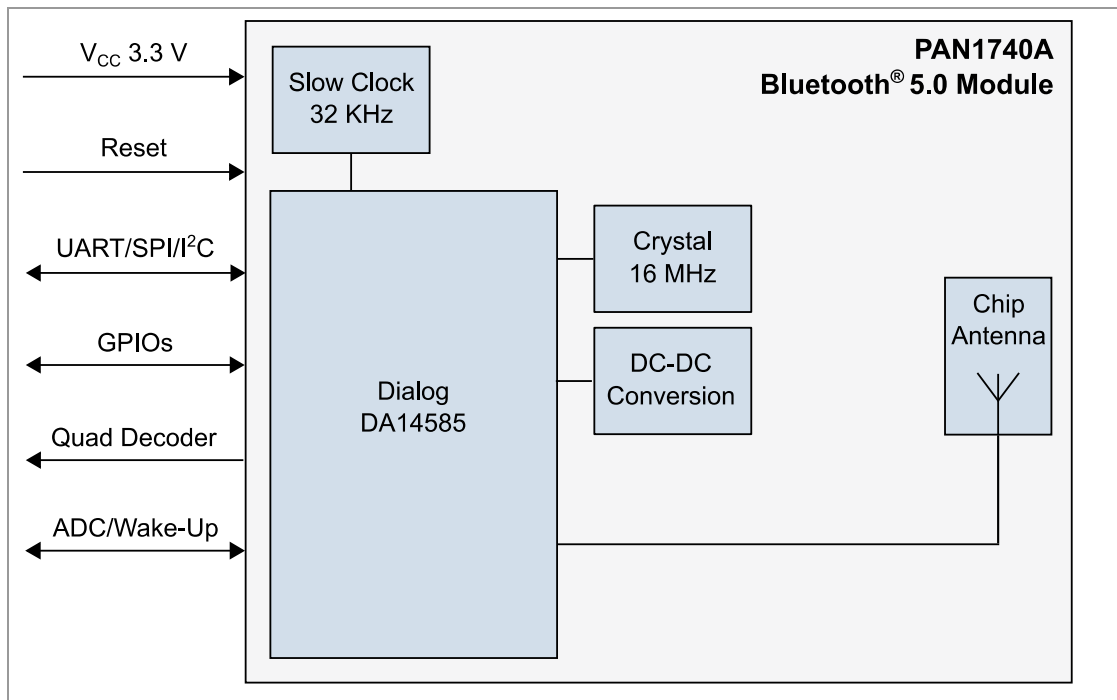 V_CC 3.3 V
Reset
UART/SPI/I²C
GPIOs
Quad Decoder
ADC/Wake-Up
PAN1740A
Bluetooth® 5.0 Module
Slow Clock
32 KHz
Dialog
DA14585
Crystal
16 MHz
DC-DC
Conversion
Chip
Antenna